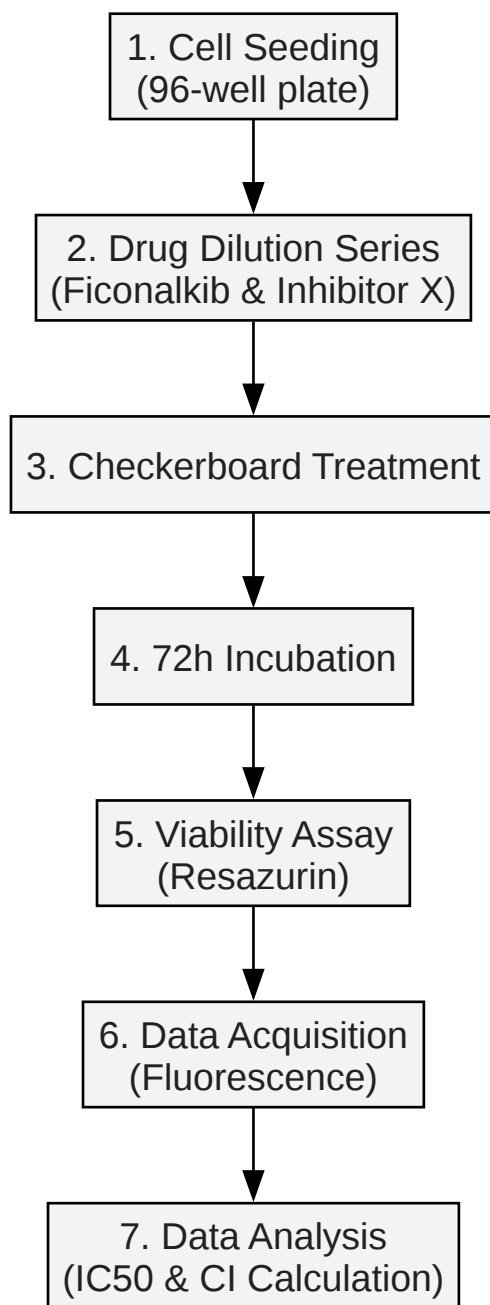 1. Cell Seeding
(96-well plate)
2. Drug Dilution Series
(Ficonalkib & Inhibitor X)
3. Checkerboard Treatment
4. 72h Incubation
5. Viability Assay
(Resazurin)
6. Data Acquisition
(Fluorescence)
7. Data Analysis
(IC50 & CI Calculation)